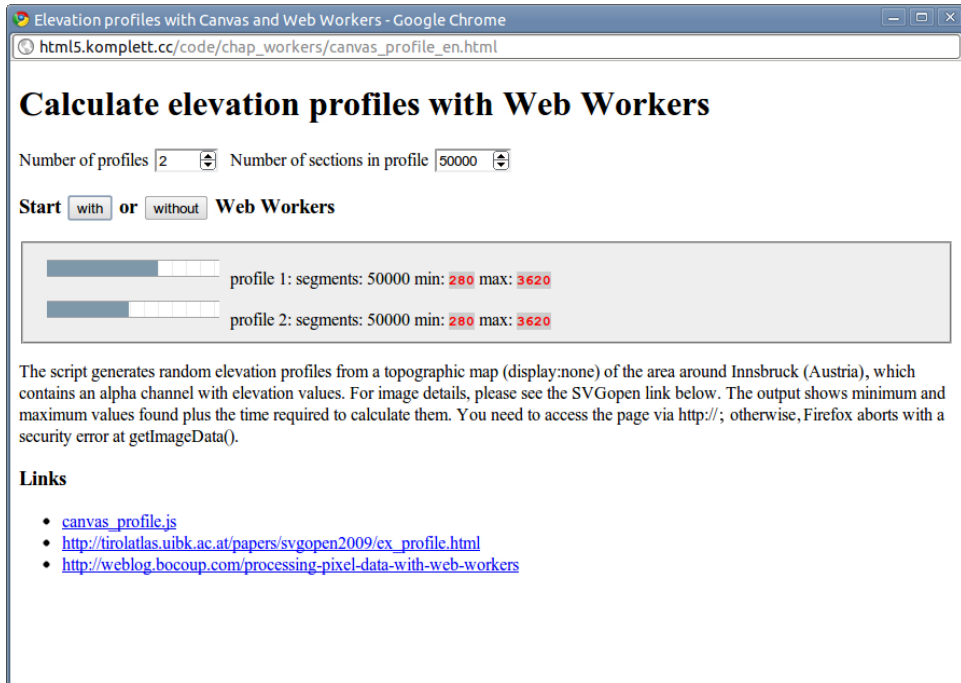 Elevation profiles with Canvas and Web Workers - Google Chrome
html5.komplett.cc/code/chap_workers/canvas_profile_en.html
Calculate elevation profiles with Web Workers
Number of profiles 2 Number of sections in profile 50000
Start with or without Web Workers
profile 1: segments: 50000 min: 280 max: 3620
profile 2: segments: 50000 min: 280 max: 3620
The script generates random elevation profiles from a topographic map (display:none) of the area around Innsbruck (Austria), which
contains an alpha channel with elevation values. For image details, please see the SVGopen link below. The output shows minimum and
maximum values found plus the time required to calculate them. You need to access the page via http://; otherwise, Firefox aborts with a
security error at getImageData().
Links
canvas_profile.js
http://tirolatlas.uibk.ac.at/papers/svgopen2009/ex_profile.html
http://weblog.bocoup.com/processing-pixel-data-with-web-workers